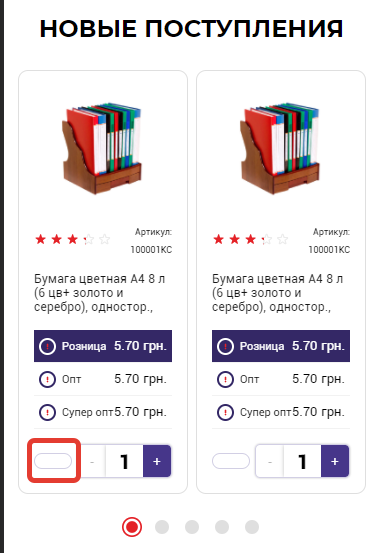 НОВЫЕ ПОСТУПЛЕНИЯ
Артикул:
100001КС
Бумага цветная А4 8 л
(6 цв+ золото и
серебро), одностор.,
! Розница 5.70 грн.
! Опт 5.70 грн.
! Супер опт 5.70 грн.
- 1 +
Артикул:
100001КС
Бумага цветная А4 8 л
(6 цв+ золото и
серебро), одностор.,
! Розница 5.70 грн.
! Опт 5.70 грн.
! Супер опт 5.70 грн.
- 1 +